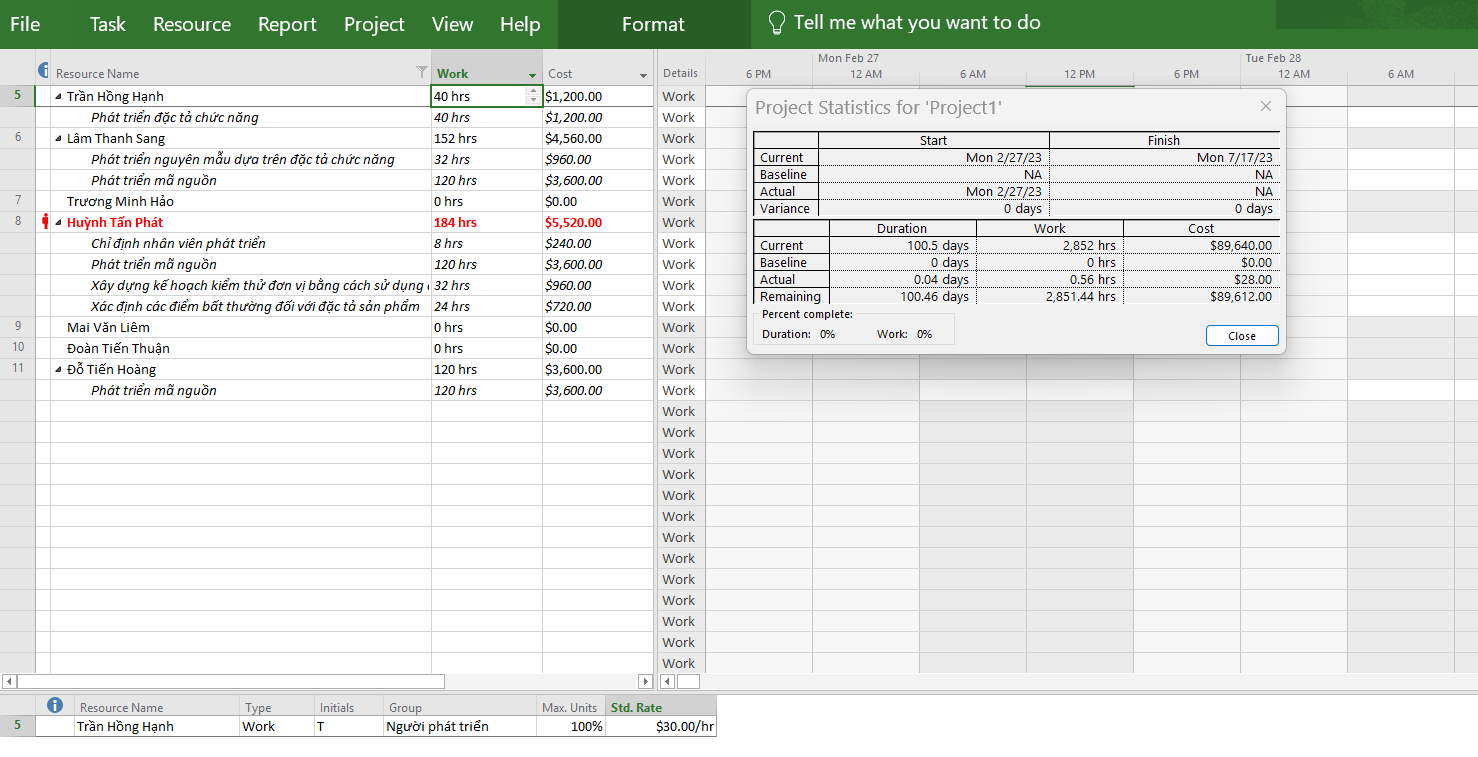 File Task Resource Report Project View Help Format Tell me what you want to do
Mon Feb 27 Tue Feb 28
Resource Name Work Cost Details 6 PM 12 AM 6 AM 12 PM 6 PM 12 AM 6 AM
5 Trần Hồng Hạnh 40 hrs $1,200.00 Work
Phát triển đặc tả chức năng 40 hrs $1,200.00 Work
6 Lâm Thanh Sang 152 hrs $4,560.00 Work
Phát triển nguyên mẫu dựa trên đặc tả chức năng 32 hrs $960.00 Work
Phát triển mã nguồn 120 hrs $3,600.00 Work
7 Trương Minh Hảo 0 hrs $0.00 Work
8 Huỳnh Tấn Phát 184 hrs $5,520.00 Work
Chỉ định nhân viên phát triển 8 hrs $240.00 Work
Phát triển mã nguồn 120 hrs $3,600.00 Work
Xây dựng kế hoạch kiểm thử đơn vị bằng cách sử dụng 32 hrs $960.00 Work
Xác định các điểm bất thường đối với đặc tả sản phẩm 24 hrs $720.00 Work
9 Mai Văn Liêm 0 hrs $0.00 Work
10 Đoàn Tiến Thuận 0 hrs $0.00 Work
11 Đỗ Tiến Hoàng 120 hrs $3,600.00 Work
Phát triển mã nguồn 120 hrs $3,600.00 Work
Work
Work
Work
Work
Work
Work
Work
Work
Work
Work
Work
Work
Work
Project Statistics for 'Project1'
Start Finish
Current Mon 2/27/23 Mon 7/17/23
Baseline NA NA
Actual Mon 2/27/23 NA
Variance 0 days 0 days
Duration Work Cost
Current 100.5 days 2,852 hrs $89,640.00
Baseline 0 days 0 hrs $0.00
Actual 0.04 days 0.56 hrs $28.00
Remaining 100.46 days 2,851.44 hrs $89,612.00
Percent complete:
Duration: 0% Work: 0% Close
Resource Name Type Initials Group Max. Units Std. Rate
5 Trần Hồng Hạnh Work T Người phát triển 100% $30.00/hr